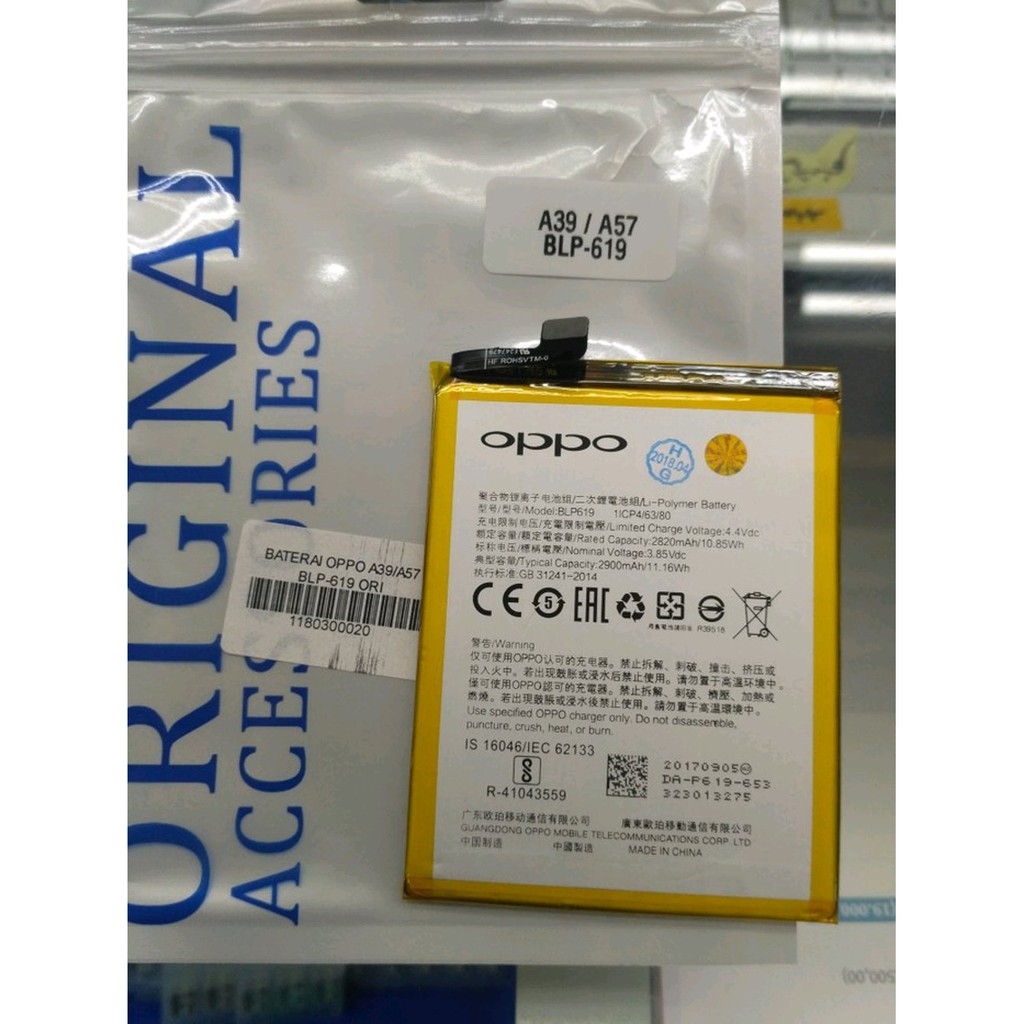 ORIGINAL
ACCESSORIES
A39 / A57
BLP-619
BATERAI OPPO A39/A57
BLP-619 ORI
1180300020
HF ROHSVTM-0
oppo
H
2018.04
G
聚合物锂离子电池组/二次鋰電池組/Li-Polymer Battery
型号/型号/Model:BLP619 1ICP4/63/80
充电限制电压/充電限制電壓/Limited Charge Voltage:4.4Vdc
额定容量/額定電容量/Rated Capacity:2820mAh/10.85Wh
标称电压/標稱電壓/Nominal Voltage:3.85Vdc
典型容量/Typical Capacity:2900mAh/11.16Wh
执行标准:GB 31241-2014
CE 5 EAC
R39518
警告/Warning
仅可使用OPPO认可的充电器。禁止拆解、刺破、撞击、挤压或
投入火中。若出现鼓胀或浸水后禁止使用。请勿置于高温环境中。
僅可使用OPPO認可的充電器。禁止拆解、刺破、擠壓、加熱或
燃燒。若出現鼓脹或浸水後禁止使用。請勿置于高溫環境中。
Use specified OPPO charger only. Do not disassemble,
puncture, crush, heat, or burn.
IS 16046/IEC 62133
R-41043559
20170905
DA-P619-653
323013275
广东欧珀移动通信有限公司 廣東歐珀移動通信有限公司
GUANGDONG OPPO MOBILE TELECOMMUNICATIONS CORP. LTD
中国制造 中國製造 MADE IN CHINA
(19.000
500,00)